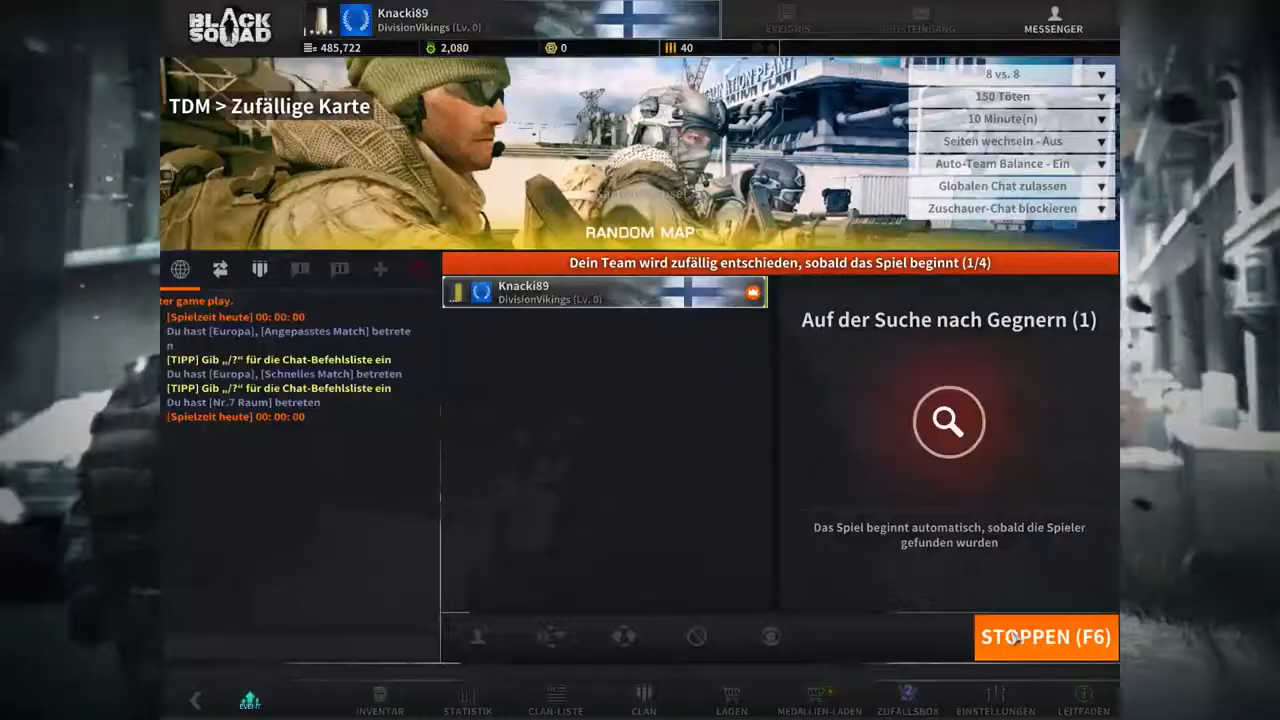 BLACK
SQUAD
Knacki89
DivisionVikings (Lv. 0)
485,722
2,080
0
40
EREIGNIS
MESSENGER
TDM > Zufällige Karte
RANDOM MAP
8 vs. 8
150 Töten
10 Minute(n)
Seiten wechseln - Aus
Auto-Team Balance - Ein
Globalen Chat zulassen
Zuschauer-Chat blockieren
Dein Team wird zufällig entschieden, sobald das Spiel beginnt (1/4)
ter game play.
[Spielzeit heute] 00: 00: 00
Du hast [Europa], [Angepasstes Match] betrete
n
[TIPP] Gib „/?“ für die Chat-Befehlsliste ein
Du hast [Europa], [Schnelles Match] betreten
[TIPP] Gib „/?“ für die Chat-Befehlsliste ein
Du hast [Nr.7 Raum] betreten
[Spielzeit heute] 00: 00: 00
Knacki89
DivisionVikings (Lv. 0)
Auf der Suche nach Gegnern (1)
Das Spiel beginnt automatisch, sobald die Spieler
gefunden wurden
STOPPEN (F6)
EVENT
INVENTAR
STATISTIK
CLAN-LISTE
CLAN
LADEN
MEDAILLEN-LADEN
ZUFALLSBOX
EINSTELLUNGEN
LEITFADEN